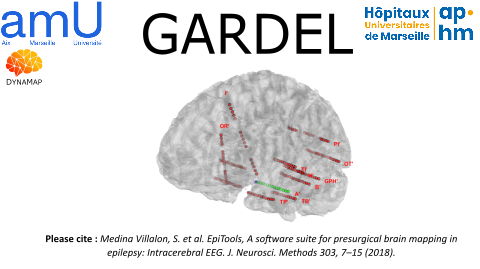 amU
Aix Marseille Université
GARDEL
Hôpitaux
Universitaires
de Marseille
ap·
hm
DYNAMAP
OR'
PI'
OT'
GPH'
B'
A'
TP'
TB'
Please cite : Medina Villalon, S. et al. EpiTools, A software suite for presurgical brain mapping in
epilepsy: Intracerebral EEG. J. Neurosci. Methods 303, 7–15 (2018).